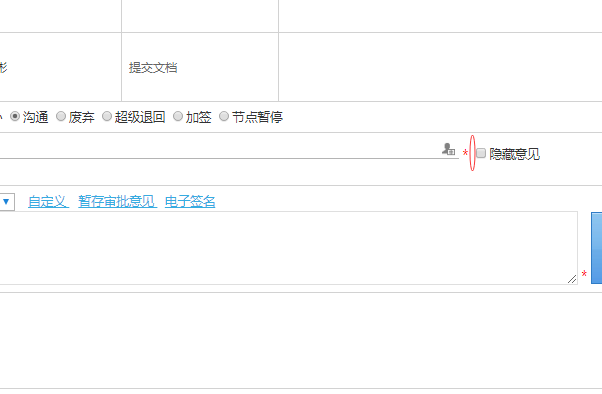 彬
提交文档
沟通 废弃 超级退回 加签 节点暂停
* 隐藏意见
自定义 暂存审批意见 电子签名
*